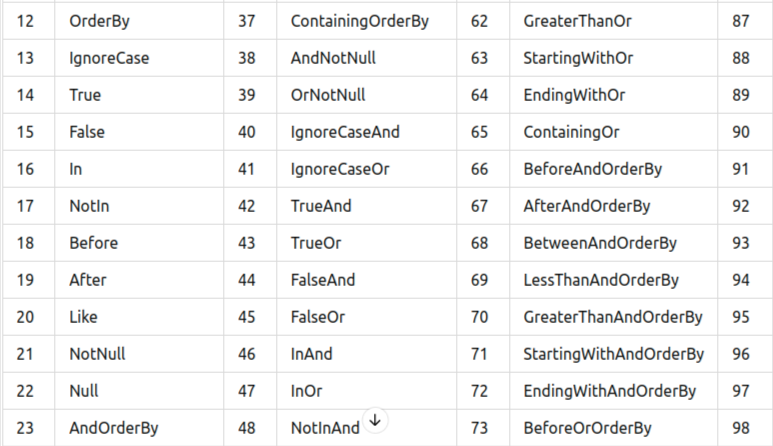 12 OrderBy 37 ContainingOrderBy 62 GreaterThanOr 87
13 IgnoreCase 38 AndNotNull 63 StartingWithOr 88
14 True 39 OrNotNull 64 EndingWithOr 89
15 False 40 IgnoreCaseAnd 65 ContainingOr 90
16 In 41 IgnoreCaseOr 66 BeforeAndOrderBy 91
17 NotIn 42 TrueAnd 67 AfterAndOrderBy 92
18 Before 43 TrueOr 68 BetweenAndOrderBy 93
19 After 44 FalseAnd 69 LessThanAndOrderBy 94
20 Like 45 FalseOr 70 GreaterThanAndOrderBy 95
21 NotNull 46 InAnd 71 StartingWithAndOrderBy 96
22 Null 47 InOr 72 EndingWithAndOrderBy 97
23 AndOrderBy 48 NotInAnd 73 BeforeOrOrderBy 98